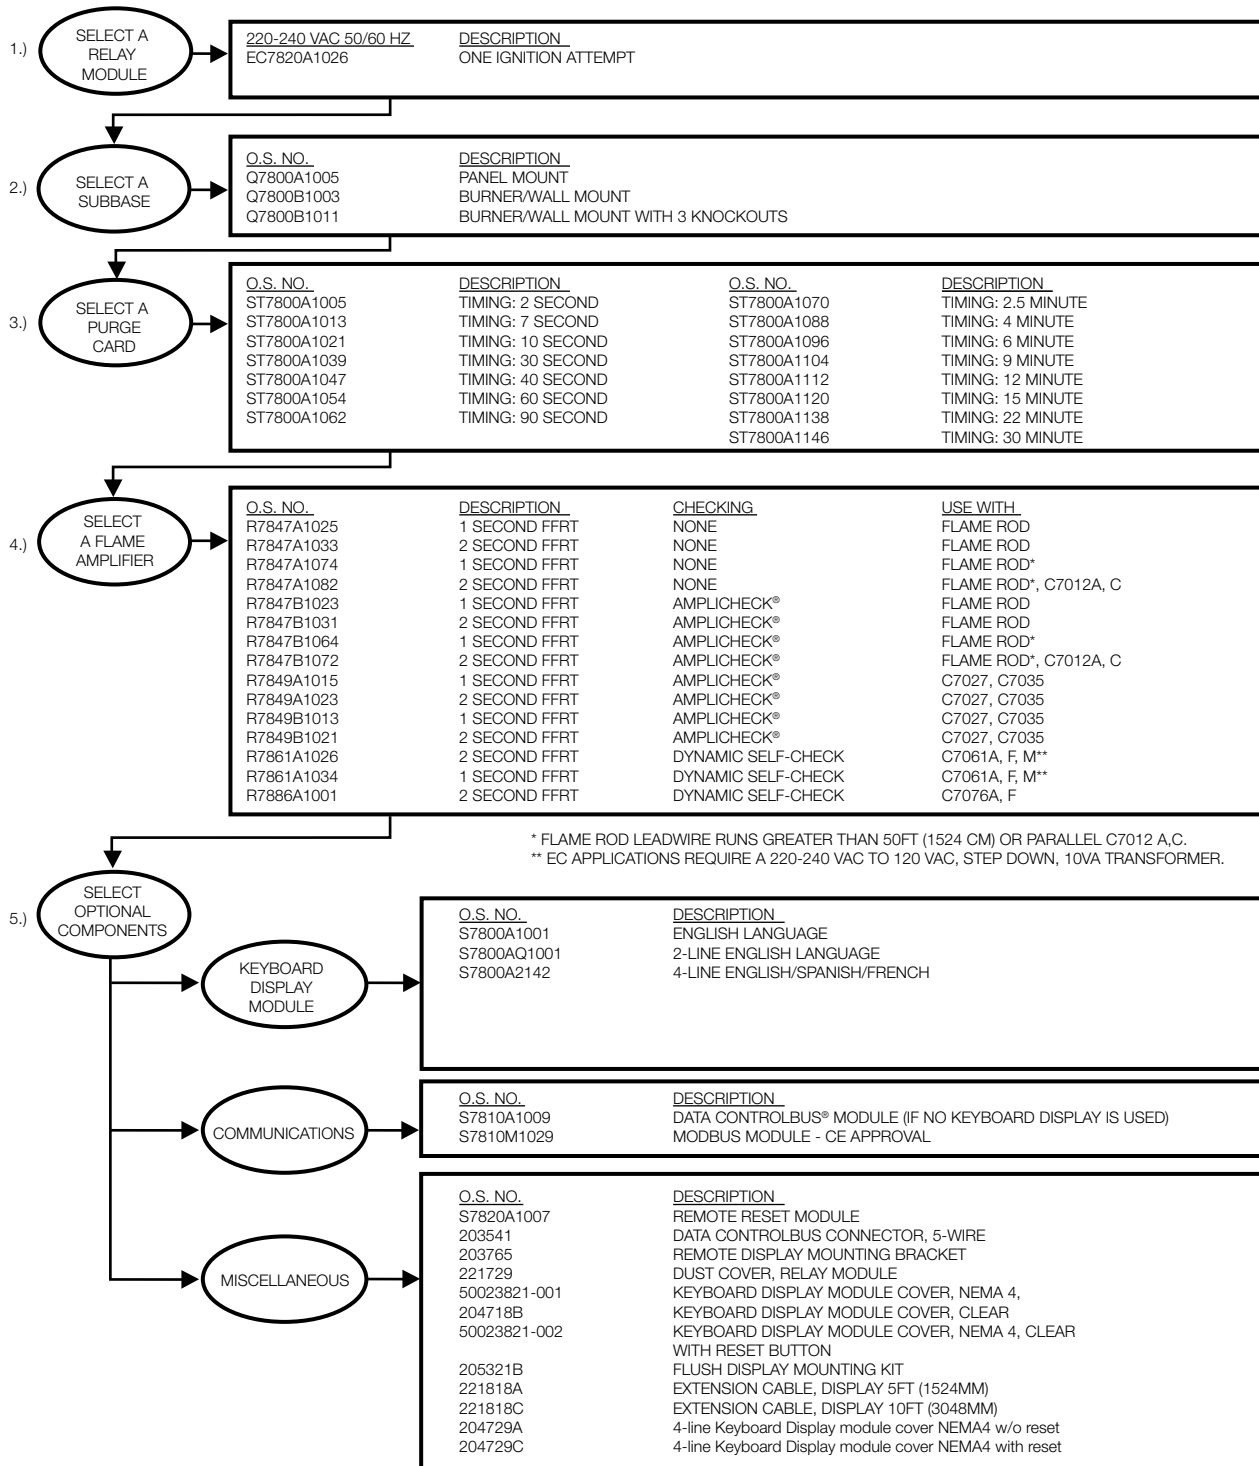 1.)
SELECT A
RELAY
MODULE
220-240 VAC 50/60 HZ DESCRIPTION
EC7820A1026 ONE IGNITION ATTEMPT
2.)
SELECT A
SUBBASE
O.S. NO. DESCRIPTION
Q7800A1005 PANEL MOUNT
Q7800B1003 BURNER/WALL MOUNT
Q7800B1011 BURNER/WALL MOUNT WITH 3 KNOCKOUTS
3.)
SELECT A
PURGE
CARD
O.S. NO. DESCRIPTION O.S. NO. DESCRIPTION
ST7800A1005 TIMING: 2 SECOND ST7800A1070 TIMING: 2.5 MINUTE
ST7800A1013 TIMING: 7 SECOND ST7800A1088 TIMING: 4 MINUTE
ST7800A1021 TIMING: 10 SECOND ST7800A1096 TIMING: 6 MINUTE
ST7800A1039 TIMING: 30 SECOND ST7800A1104 TIMING: 9 MINUTE
ST7800A1047 TIMING: 40 SECOND ST7800A1112 TIMING: 12 MINUTE
ST7800A1054 TIMING: 60 SECOND ST7800A1120 TIMING: 15 MINUTE
ST7800A1062 TIMING: 90 SECOND ST7800A1138 TIMING: 22 MINUTE
ST7800A1146 TIMING: 30 MINUTE
4.)
SELECT
A FLAME
AMPLIFIER
O.S. NO. DESCRIPTION CHECKING USE WITH
R7847A1025 1 SECOND FFRT NONE FLAME ROD
R7847A1033 2 SECOND FFRT NONE FLAME ROD
R7847A1074 1 SECOND FFRT NONE FLAME ROD*
R7847A1082 2 SECOND FFRT NONE FLAME ROD*, C7012A, C
R7847B1023 1 SECOND FFRT AMPLICHECK® FLAME ROD
R7847B1031 2 SECOND FFRT AMPLICHECK® FLAME ROD
R7847B1064 1 SECOND FFRT AMPLICHECK® FLAME ROD*
R7847B1072 2 SECOND FFRT AMPLICHECK® FLAME ROD*, C7012A, C
R7849A1015 1 SECOND FFRT AMPLICHECK® C7027, C7035
R7849A1023 2 SECOND FFRT AMPLICHECK® C7027, C7035
R7849B1013 1 SECOND FFRT AMPLICHECK® C7027, C7035
R7849B1021 2 SECOND FFRT AMPLICHECK® C7027, C7035
R7861A1026 2 SECOND FFRT DYNAMIC SELF-CHECK C7061A, F, M**
R7861A1034 1 SECOND FFRT DYNAMIC SELF-CHECK C7061A, F, M**
R7886A1001 2 SECOND FFRT DYNAMIC SELF-CHECK C7076A, F
* FLAME ROD LEADWIRE RUNS GREATER THAN 50FT (1524 CM) OR PARALLEL C7012 A,C.
** EC APPLICATIONS REQUIRE A 220-240 VAC TO 120 VAC, STEP DOWN, 10VA TRANSFORMER.
5.)
SELECT
OPTIONAL
COMPONENTS
KEYBOARD
DISPLAY
MODULE
O.S. NO. DESCRIPTION
S7800A1001 ENGLISH LANGUAGE
S7800AQ1001 2-LINE ENGLISH LANGUAGE
S7800A2142 4-LINE ENGLISH/SPANISH/FRENCH
COMMUNICATIONS
O.S. NO. DESCRIPTION
S7810A1009 DATA CONTROLBUS® MODULE (IF NO KEYBOARD DISPLAY IS USED)
S7810M1029 MODBUS MODULE - CE APPROVAL
MISCELLANEOUS
O.S. NO. DESCRIPTION
S7820A1007 REMOTE RESET MODULE
203541 DATA CONTROLBUS CONNECTOR, 5-WIRE
203765 REMOTE DISPLAY MOUNTING BRACKET
221729 DUST COVER, RELAY MODULE
50023821-001 KEYBOARD DISPLAY MODULE COVER, NEMA 4,
204718B KEYBOARD DISPLAY MODULE COVER, CLEAR
50023821-002 KEYBOARD DISPLAY MODULE COVER, NEMA 4, CLEAR
WITH RESET BUTTON
205321B FLUSH DISPLAY MOUNTING KIT
221818A EXTENSION CABLE, DISPLAY 5FT (1524MM)
221818C EXTENSION CABLE, DISPLAY 10FT (3048MM)
204729A 4-line Keyboard Display module cover NEMA4 w/o reset
204729C 4-line Keyboard Display module cover NEMA4 with reset